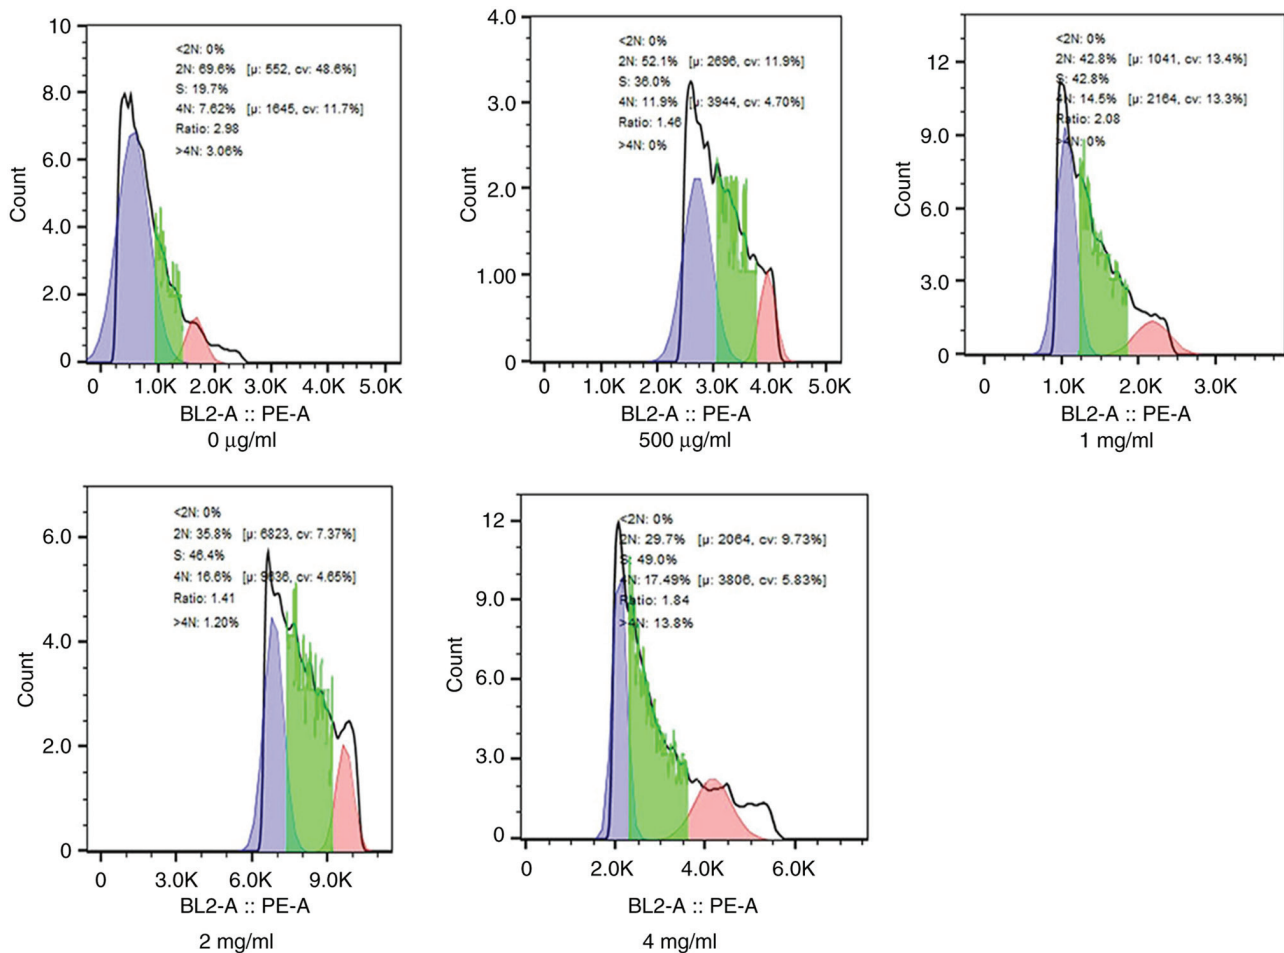 10
8.0
6.0
4.0
2.0
0
Count
<2N: 0%
2N: 69.6% [µ: 552, cv: 48.6%]
S: 19.7%
4N: 7.62% [µ: 1645, cv: 11.7%]
Ratio: 2.98
>4N: 3.06%
0 1.0K 2.0K 3.0K 4.0K 5.0K
BL2-A :: PE-A
0 µg/ml
4.0
3.0
2.0
1.00
0
Count
<2N: 0%
2N: 52.1% [µ: 2696, cv: 11.9%]
S: 36.0%
4N: 11.9% [µ: 3944, cv: 4.70%]
Ratio: 1.46
>4N: 0%
0 1.0K 2.0K 3.0K 4.0K 5.0K
BL2-A :: PE-A
500 µg/ml
12
9.0
6.0
3.0
0
Count
<2N: 0%
2N: 42.8% [µ: 1041, cv: 13.4%]
S: 42.8%
4N: 14.5% [µ: 2164, cv: 13.3%]
Ratio: 2.08
>4N: 0%
0 1.0K 2.0K 3.0K
BL2-A :: PE-A
1 mg/ml
6.0
4.0
2.0
0
Count
<2N: 0%
2N: 35.8% [µ: 6823, cv: 7.37%]
S: 46.4%
4N: 16.6% [µ: 9636, cv: 4.65%]
Ratio: 1.41
>4N: 1.20%
0 3.0K 6.0K 9.0K
BL2-A :: PE-A
2 mg/ml
12
9.0
6.0
3.0
0
Count
<2N: 0%
2N: 29.7% [µ: 2064, cv: 9.73%]
S: 49.0%
4N: 17.49% [µ: 3806, cv: 5.83%]
Ratio: 1.84
>4N: 13.8%
0 2.0K 4.0K 6.0K
BL2-A :: PE-A
4 mg/ml